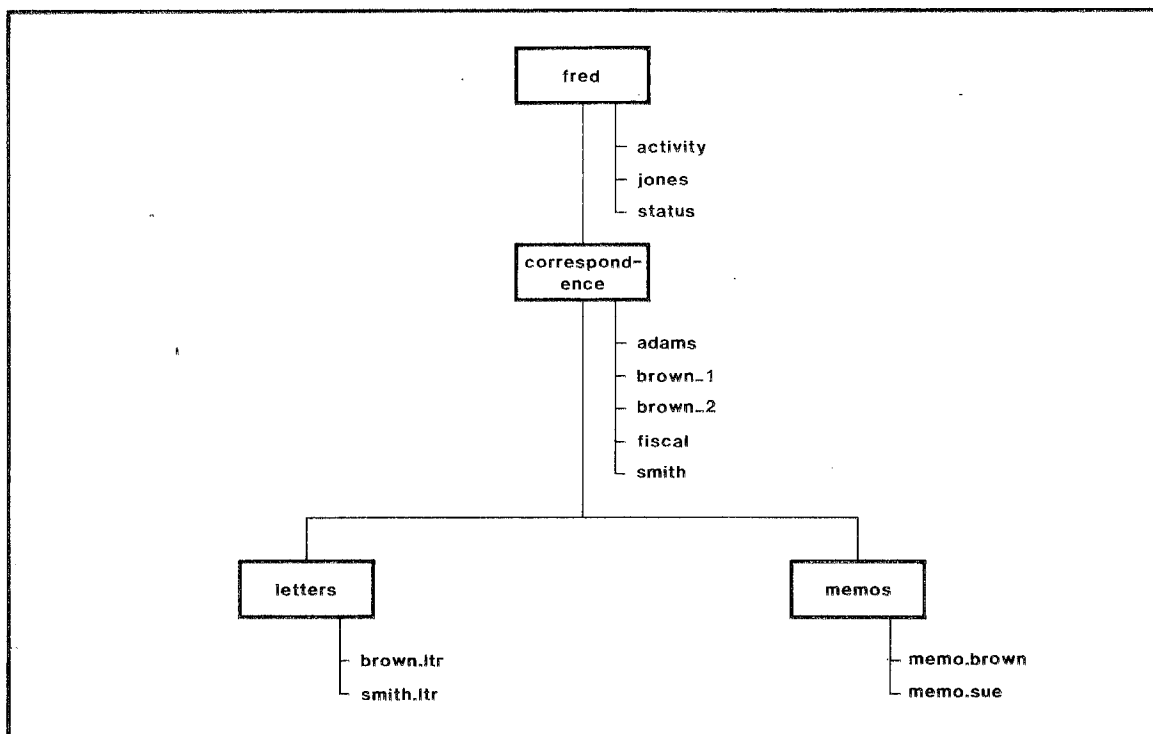 fred
activity
jones
status
correspond-
ence
adams
brown_1
brown_2
fiscal
smith
letters
memos
brown.ltr
smith.ltr
memo.brown
memo.sue